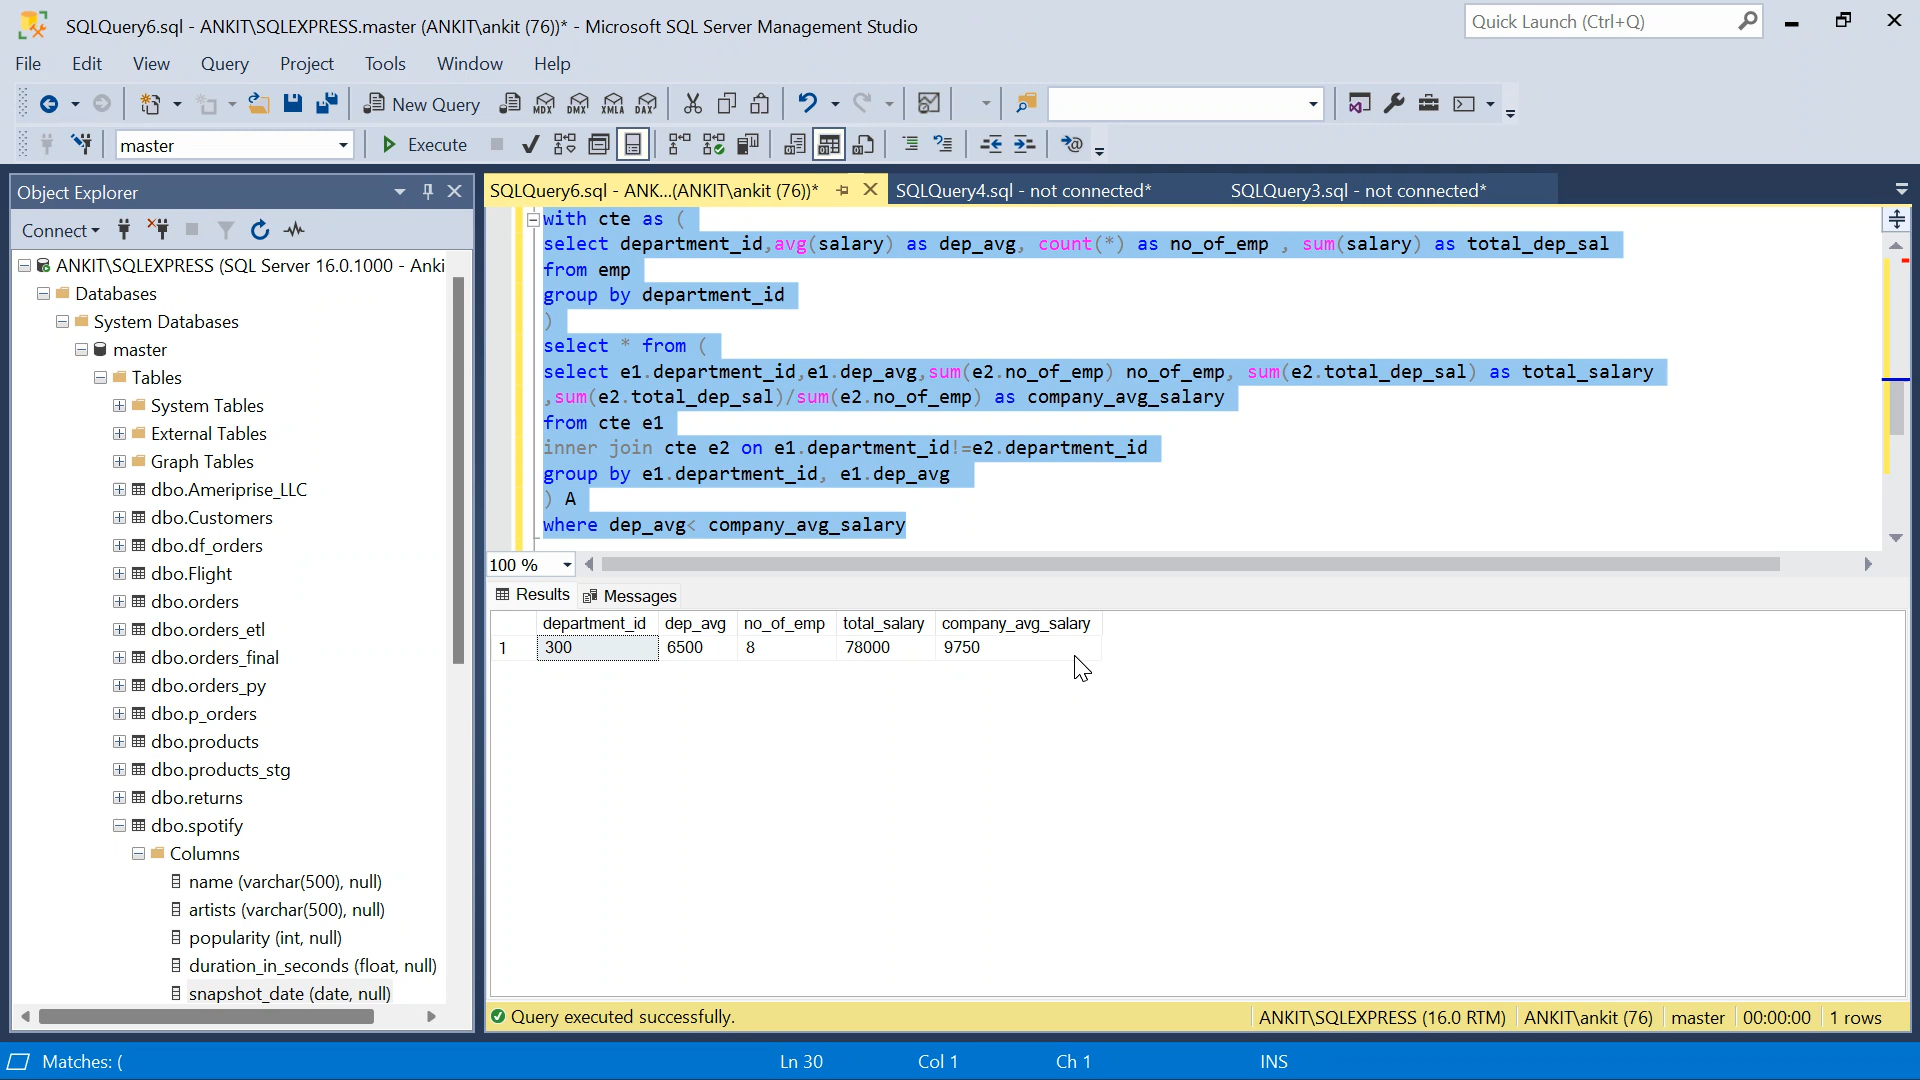 SQLQuery6.sql - ANKIT\SQLEXPRESS.master (ANKIT\ankit (76))* - Microsoft SQL Server Management Studio
Quick Launch (Ctrl+Q)
File Edit View Query Project Tools Window Help
New Query MDX DMX XMLA DAX
master Execute
Object Explorer
SQLQuery6.sql - ANK...(ANKIT\ankit (76))* SQLQuery4.sql - not connected* SQLQuery3.sql - not connected*
Connect
ANKIT\SQLEXPRESS (SQL Server 16.0.1000 - Anki
Databases
System Databases
master
Tables
System Tables
External Tables
Graph Tables
dbo.Ameriprise_LLC
dbo.Customers
dbo.df_orders
dbo.Flight
dbo.orders
dbo.orders_etl
dbo.orders_final
dbo.orders_py
dbo.p_orders
dbo.products
dbo.products_stg
dbo.returns
dbo.spotify
Columns
name (varchar(500), null)
artists (varchar(500), null)
popularity (int, null)
duration_in_seconds (float, null)
snapshot_date (date, null)
with cte as (
select department_id,avg(salary) as dep_avg, count(*) as no_of_emp , sum(salary) as total_dep_sal
from emp
group by department_id
)
select * from (
select e1.department_id,e1.dep_avg,sum(e2.no_of_emp) no_of_emp, sum(e2.total_dep_sal) as total_salary
,sum(e2.total_dep_sal)/sum(e2.no_of_emp) as company_avg_salary
from cte e1
inner join cte e2 on e1.department_id!=e2.department_id
group by e1.department_id, e1.dep_avg
) A
where dep_avg< company_avg_salary
100 %
Results Messages
department_id dep_avg no_of_emp total_salary company_avg_salary
1 300 6500 8 78000 9750
Query executed successfully. ANKIT\SQLEXPRESS (16.0 RTM) ANKIT\ankit (76) master 00:00:00 1 rows
Matches: ( Ln 30 Col 1 Ch 1 INS